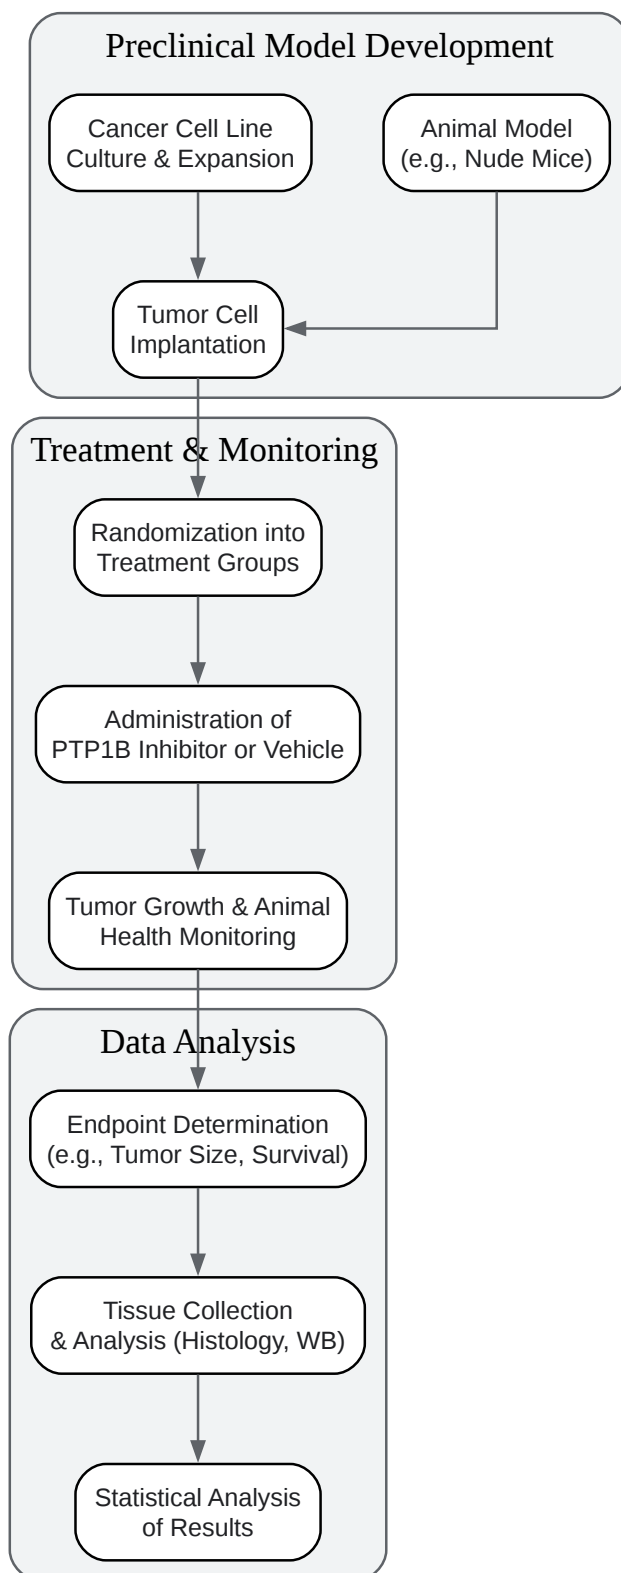 Preclinical Model Development
Cancer Cell Line
Culture & Expansion
Animal Model
(e.g., Nude Mice)
Tumor Cell
Implantation
Treatment & Monitoring
Randomization into
Treatment Groups
Administration of
PTP1B Inhibitor or Vehicle
Tumor Growth & Animal
Health Monitoring
Data Analysis
Endpoint Determination
(e.g., Tumor Size, Survival)
Tissue Collection
& Analysis (Histology, WB)
Statistical Analysis
of Results